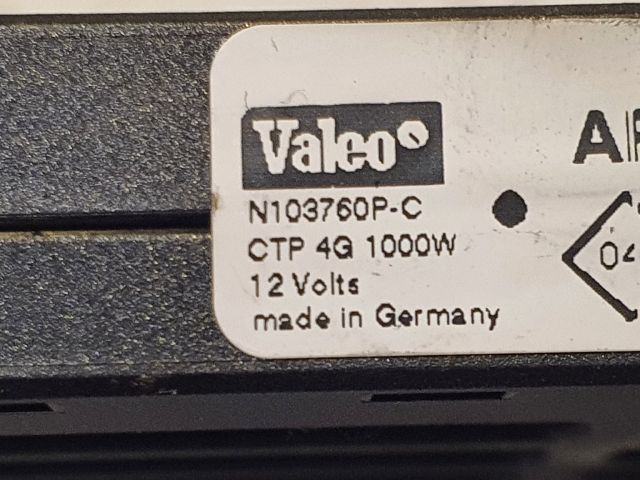 Valeo
N103760P-C
CTP 4G 1000W
12 Volts
made in Germany